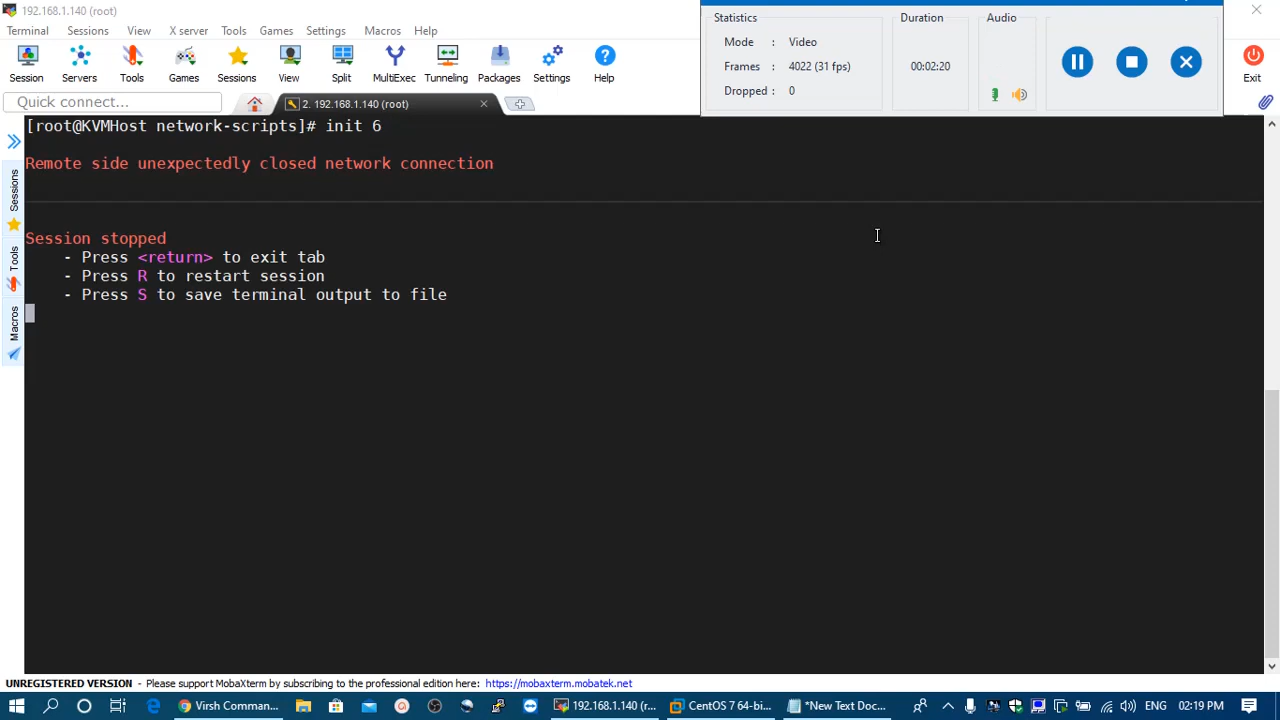 192.168.1.140 (root)
Terminal Sessions View X server Tools Games Settings Macros Help
Session Servers Tools Games Sessions View Split MultiExec Tunneling Packages Settings Help
Statistics
Mode : Video
Frames : 4022 (31 fps)
Dropped : 0
Duration
00:02:20
Audio
Exit
Quick connect...
2. 192.168.1.140 (root)
[root@KVMHost network-scripts]# init 6
Remote side unexpectedly closed network connection
Session stopped
- Press <return> to exit tab
- Press R to restart session
- Press S to save terminal output to file
Sessions
Tools
Macros
UNREGISTERED VERSION - Please support MobaXterm by subscribing to the professional edition here: https://mobaxterm.mobatek.net
Virsh Comman... 192.168.1.140 (r... CentOS 7 64-bi... *New Text Doc... ENG 02:19 PM